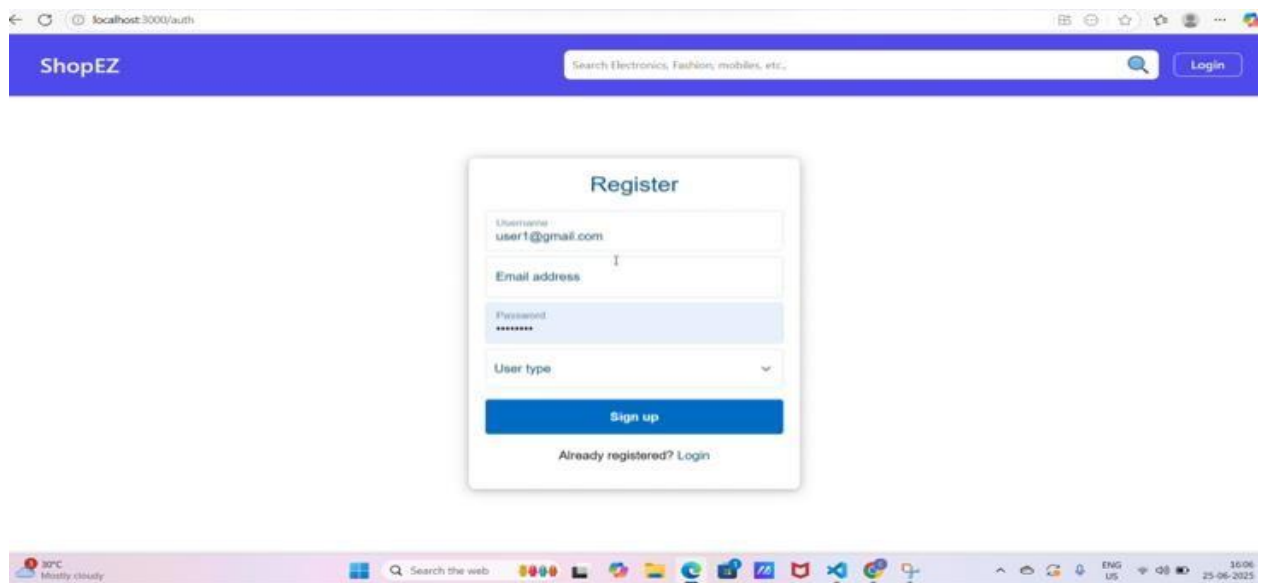 localhost:3000/auth
ShopEZ
Search Electronics, Fashion, mobiles, etc.,
Login
Register
Username
user1@gmail.com
Email address
Password
••••••••
User type
Sign up
Already registered? Login
30°C
Mostly cloudy
Search the web
ENG
US
16:06
25-06-2025